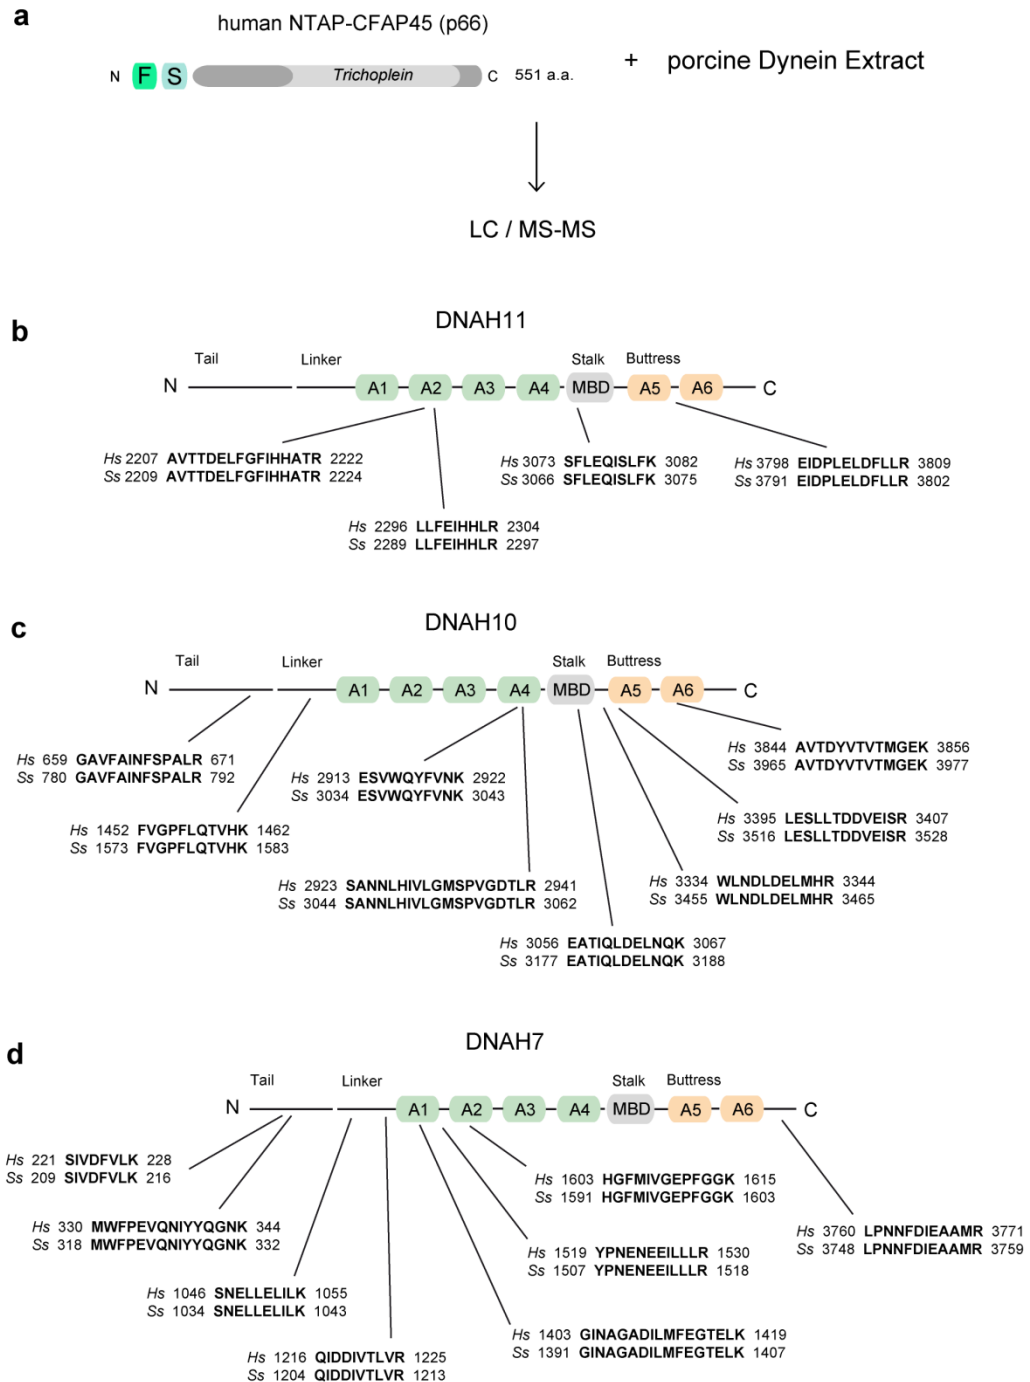 a
human NTAP-CFAP45 (p66)
N F S Trichoplein C 551 a.a. + porcine Dynein Extract
LC / MS-MS
b
DNAH11
Tail Linker Stalk Buttress
N A1 A2 A3 A4 MBD A5 A6 C
Hs 2207 AVTTDELFGFIHHATR 2222
Ss 2209 AVTTDELFGFIHHATR 2224
Hs 3073 SFLEQISLFK 3082
Ss 3066 SFLEQISLFK 3075
Hs 3798 EIDPLELDFLLR 3809
Ss 3791 EIDPLELDFLLR 3802
Hs 2296 LLFEIHHLR 2304
Ss 2289 LLFEIHHLR 2297
c
DNAH10
Tail Linker Stalk Buttress
N A1 A2 A3 A4 MBD A5 A6 C
Hs 659 GAVFAINFSPALR 671
Ss 780 GAVFAINFSPALR 792
Hs 2913 ESVWQYFVNK 2922
Ss 3034 ESVWQYFVNK 3043
Hs 3844 AVTDYVTVTMGEK 3856
Ss 3965 AVTDYVTVTMGEK 3977
Hs 1452 FVGPFLQTVHK 1462
Ss 1573 FVGPFLQTVHK 1583
Hs 3395 LESLLTDDVEISR 3407
Ss 3516 LESLLTDDVEISR 3528
Hs 2923 SANNLHIVLGMSPVGDTLR 2941
Ss 3044 SANNLHIVLGMSPVGDTLR 3062
Hs 3334 WLNDLDELMHR 3344
Ss 3455 WLNDLDELMHR 3465
Hs 3056 EATIQLDELNQK 3067
Ss 3177 EATIQLDELNQK 3188
d
DNAH7
Tail Linker Stalk Buttress
N A1 A2 A3 A4 MBD A5 A6 C
Hs 221 SIVDFVLK 228
Ss 209 SIVDFVLK 216
Hs 1603 HGFMIVGEPFGGK 1615
Ss 1591 HGFMIVGEPFGGK 1603
Hs 330 MWFPEVQNIYYQGNK 344
Ss 318 MWFPEVQNIYYQGNK 332
Hs 3760 LPNNFDIEAAMR 3771
Ss 3748 LPNNFDIEAAMR 3759
Hs 1519 YPNENEEILLLR 1530
Ss 1507 YPNENEEILLLR 1518
Hs 1046 SNELLELILK 1055
Ss 1034 SNELLELILK 1043
Hs 1403 GINAGADILMFEGTELK 1419
Ss 1391 GINAGADILMFEGTELK 1407
Hs 1216 QIDDIVTLVR 1225
Ss 1204 QIDDIVTLVR 1213